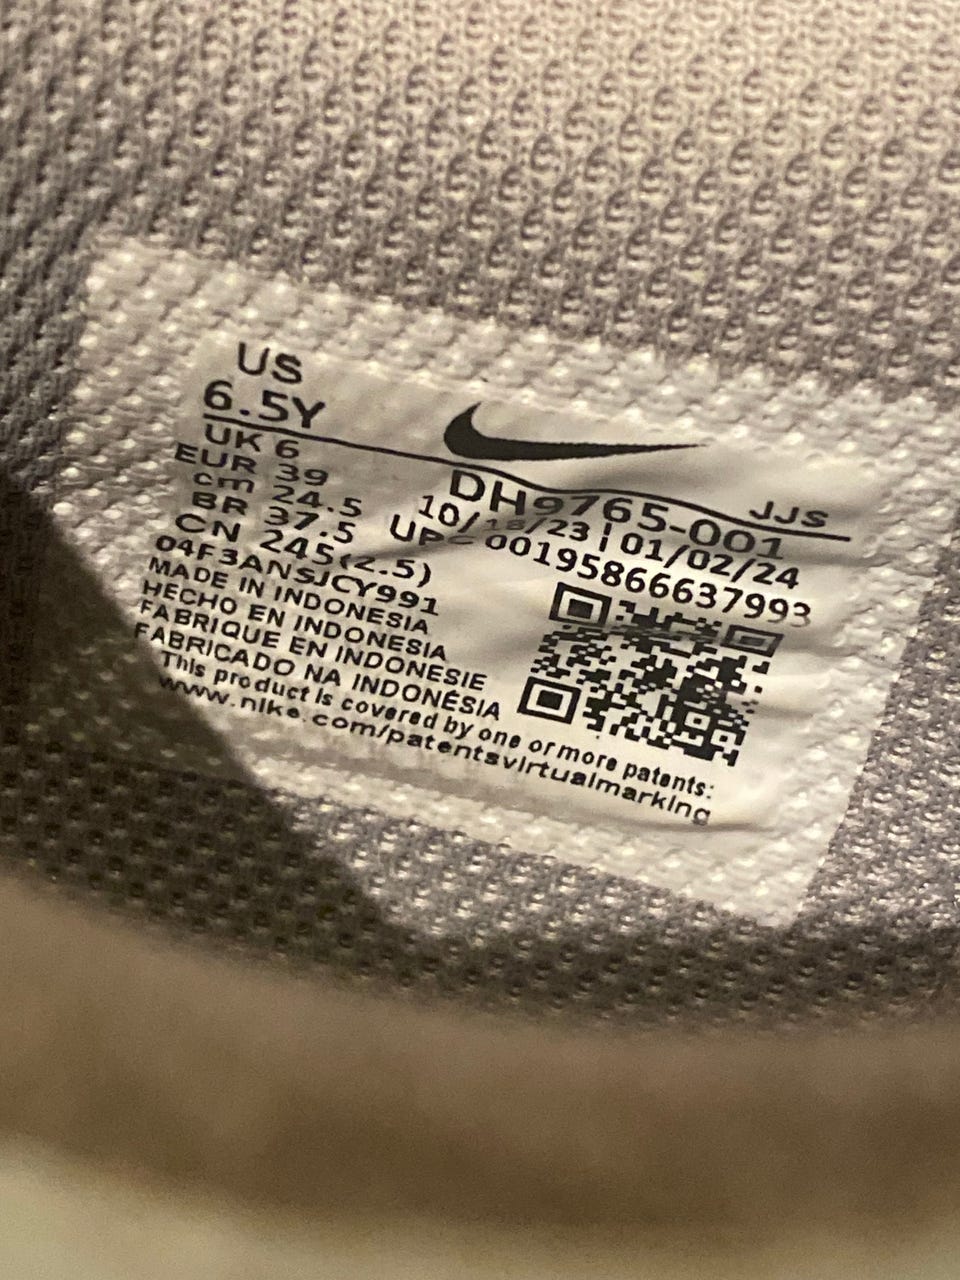 US
6.5Y
UK 6
EUR 39
cm 24.5
BR 37.5
CN 245(2.5)
04F3ANSJCY991
MADE IN INDONESIA
HECHO EN INDONESIA
FABRIQUE EN INDONESIE
FABRICADO NA INDONÉSIA
This product is covered by one or more patents:
www.nike.com/patentsvirtualmarking
JJS
DH9765-001
10/18/23 | 01/02/24
UPC 00195866637993